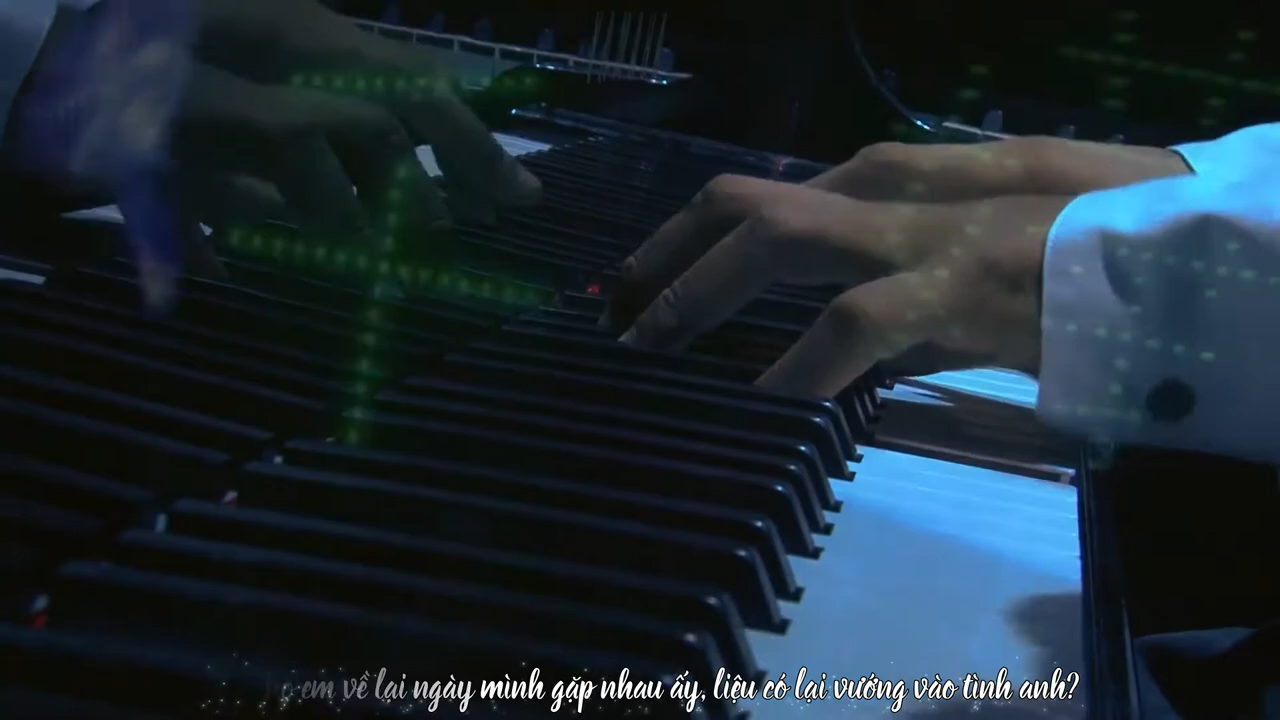 em về lại ngày mình gặp nhau ấy, liệu có lại vướng vào tình anh?